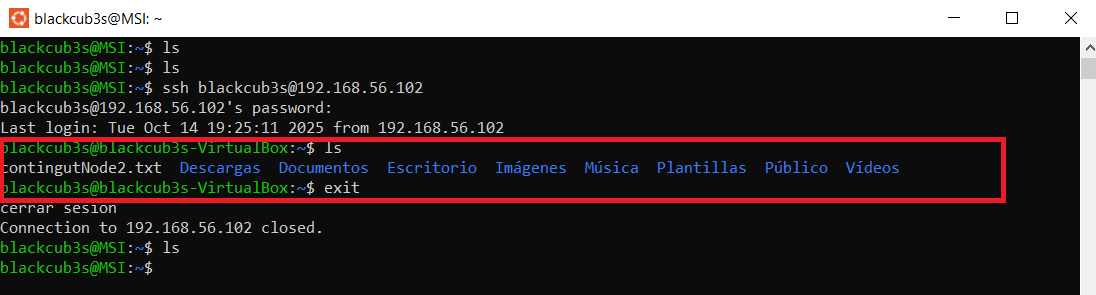 blackcub3s@MSI: ~
blackcub3s@MSI:~$ ls
blackcub3s@MSI:~$ ls
blackcub3s@MSI:~$ ssh blackcub3s@192.168.56.102
blackcub3s@192.168.56.102's password:
Last login: Tue Oct 14 19:25:11 2025 from 192.168.56.102
blackcub3s@blackcub3s-VirtualBox:~$ ls
contingutNode2.txt  Descargas  Documentos  Escritorio  Imágenes  Música  Plantillas  Público  Vídeos
blackcub3s@blackcub3s-VirtualBox:~$ exit
cerrar sesión
Connection to 192.168.56.102 closed.
blackcub3s@MSI:~$ ls
blackcub3s@MSI:~$